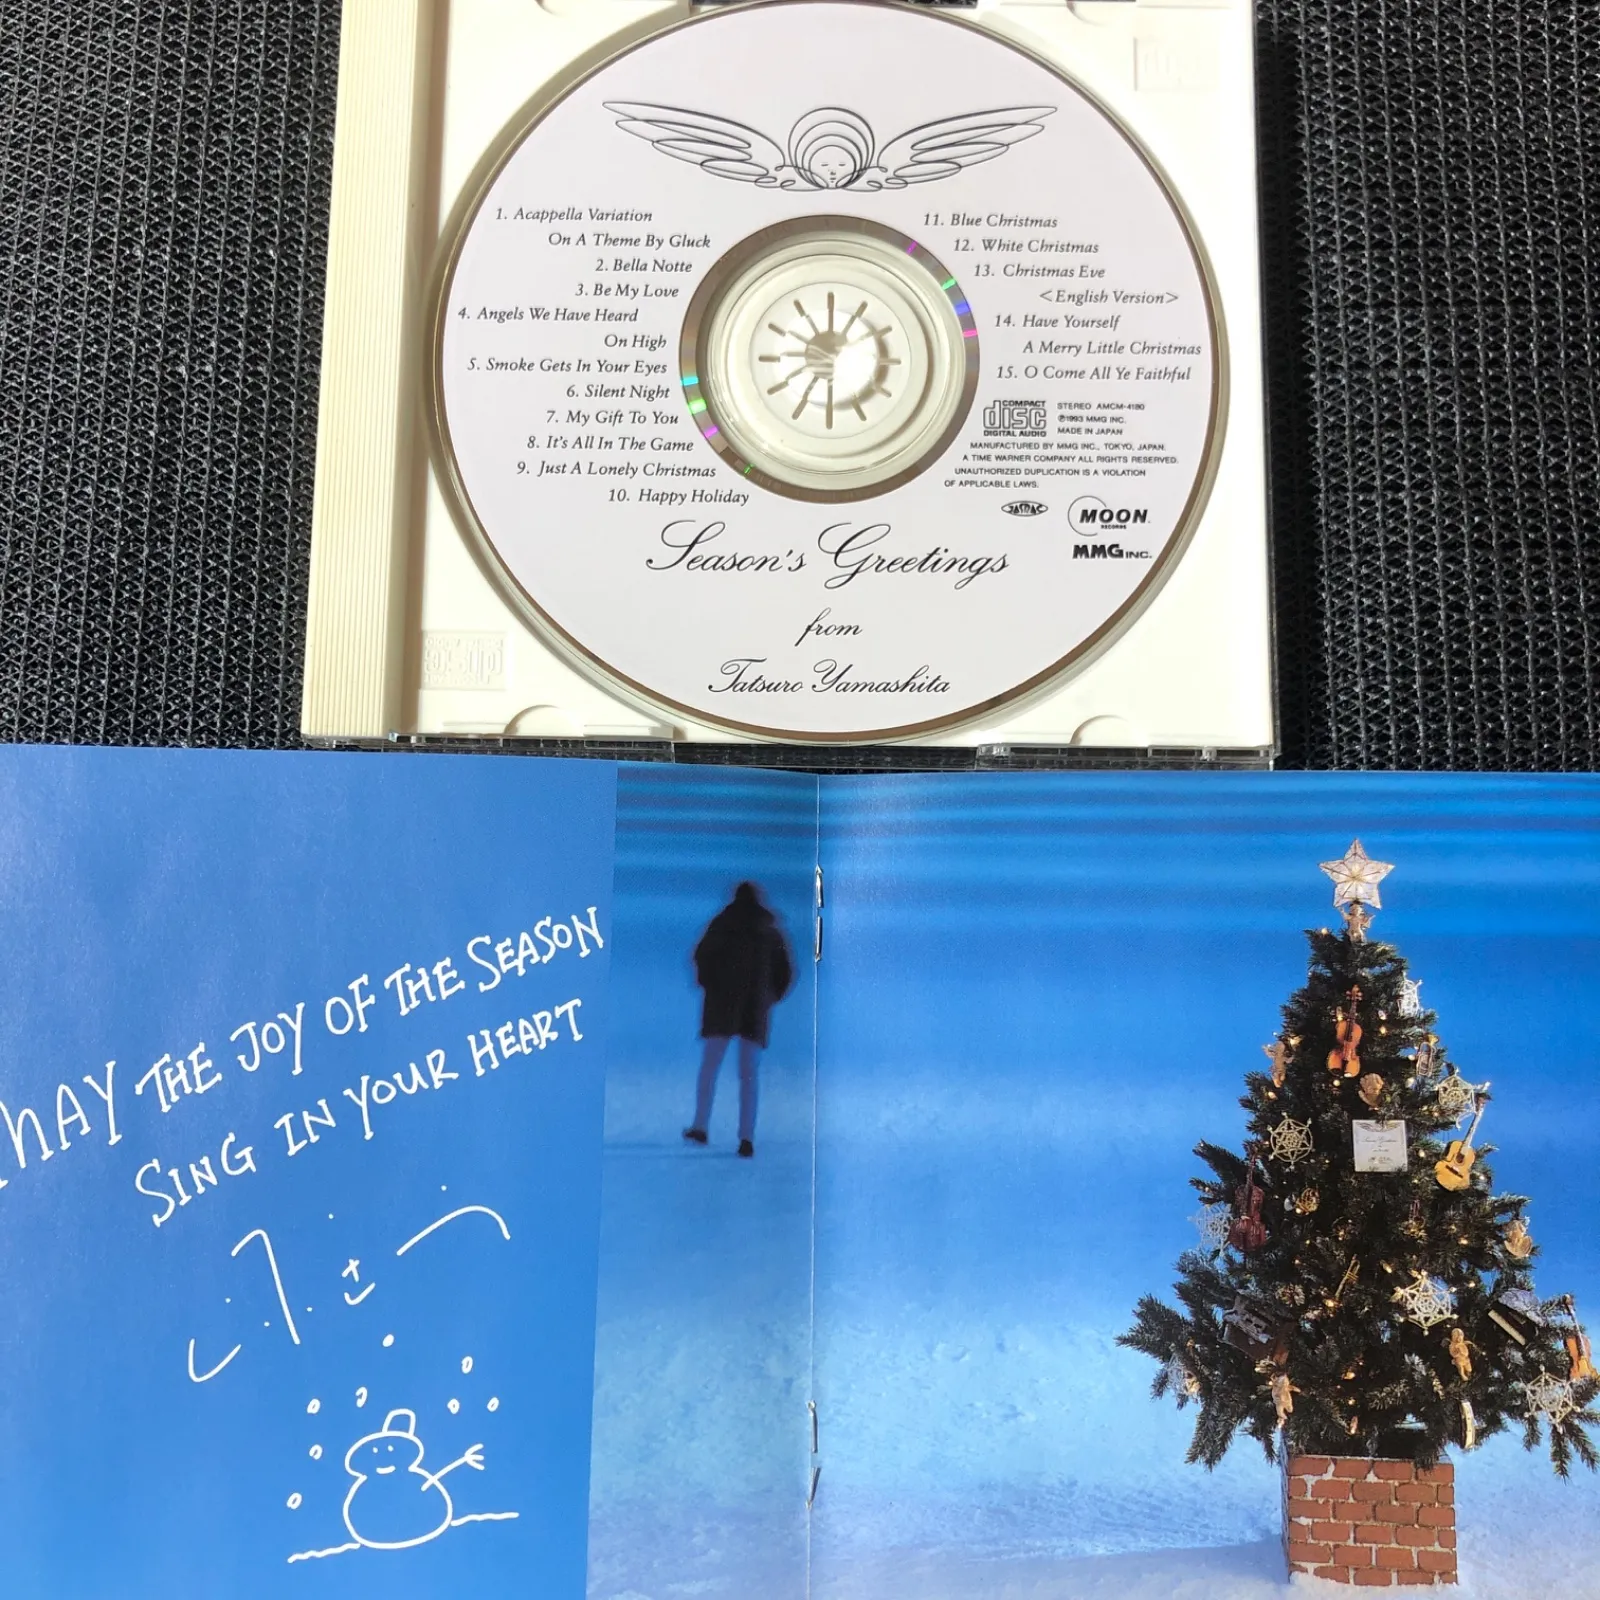 1. Acappella Variation
On A Theme By Gluck
2. Bella Notte
3. Be My Love
4. Angels We Have Heard
On High
5. Smoke Gets In Your Eyes
6. Silent Night
7. My Gift To You
8. It's All In The Game
9. Just A Lonely Christmas
10. Happy Holiday
11. Blue Christmas
12. White Christmas
13. Christmas Eve
<English Version>
14. Have Yourself
A Merry Little Christmas
15. O Come All Ye Faithful
COMPACT
disc
DIGITAL AUDIO
STEREO AMCM-4180
℗1993 MMG INC.
MADE IN JAPAN
MANUFACTURED BY MMG INC., TOKYO, JAPAN.
A TIME WARNER COMPANY ALL RIGHTS RESERVED.
UNAUTHORIZED DUPLICATION IS A VIOLATION
OF APPLICABLE LAWS.
JASRAC
MOON
RECORDS
MMG INC.
Season's Greetings
from
Tatsuro Yamashita
MAY THE JOY OF THE SEASON
SING IN YOUR HEART